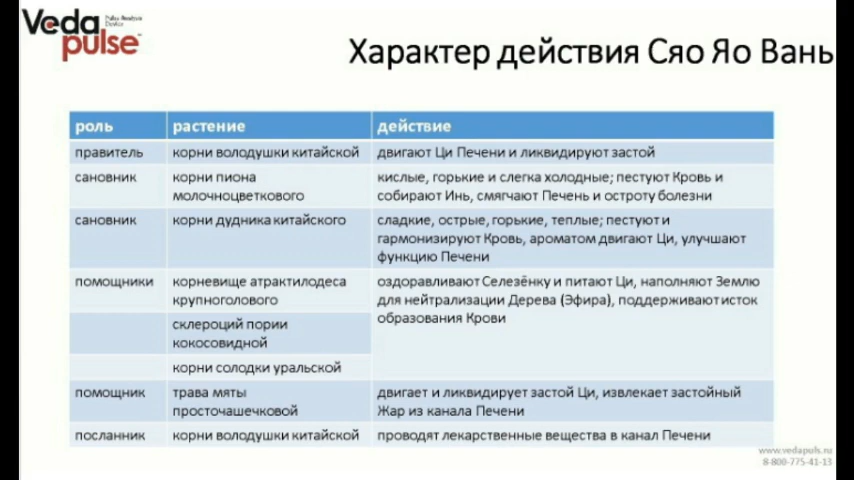 Veda
Pulse Analysis
Device
pulse
Характер действия Сяо Яо Вань
роль растение действие
правитель корни володушки китайской двигают Ци Печени и ликвидируют застой
сановник корни пиона кислые, горькие и слегка холодные; пестуют Кровь и
молочноцветкового собирают Инь, смягчают Печень и остроту болезни
сановник корни дудника китайского сладкие, острые, горькие, теплые; пестуют и
гармонизируют Кровь, ароматом двигают Ци, улучшают
функцию Печени
помощники корневище атрактилодеса оздоравливают Селезёнку и питают Ци, наполняют Землю
крупноголового для нейтрализации Дерева (Эфира), поддерживают исток
образования Крови
склероций пории
кокосовидной
корни солодки уральской
помощник трава мяты двигает и ликвидирует застой Ци, извлекает застойный
просточашечковой Жар из канала Печени
посланник корни володушки китайской проводят лекарственные вещества в канал Печени
www.vedapuls.ru
8-800-775-41-13